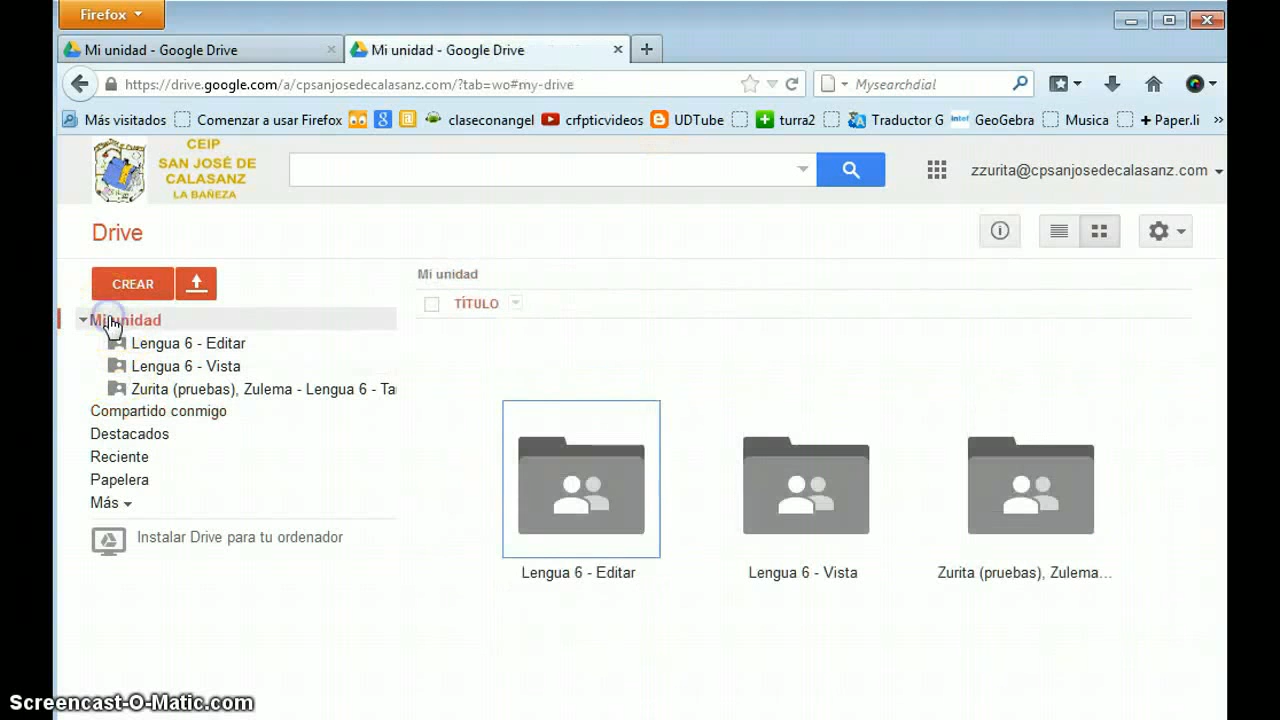 Firefox
Mi unidad - Google Drive
Mi unidad - Google Drive
https://drive.google.com/a/cpsanjosedecalasanz.com/?tab=wo#my-drive
Mysearchdial
Más visitados
Comenzar a usar Firefox
claseconangel
crfpticvideos
UDTube
turra2
Traductor G
intef
GeoGebra
Musica
+ Paper.li
CEIP
SAN JOSÉ DE
CALASANZ
LA BAÑEZA
zzurita@cpsanjosedecalasanz.com
Drive
CREAR
Mi unidad
TÍTULO
Mi unidad
Lengua 6 - Editar
Lengua 6 - Vista
Zurita (pruebas), Zulema - Lengua 6 - Ta
Compartido conmigo
Destacados
Reciente
Papelera
Más
Instalar Drive para tu ordenador
Lengua 6 - Editar
Lengua 6 - Vista
Zurita (pruebas), Zulema...
Screencast-O-Matic.com